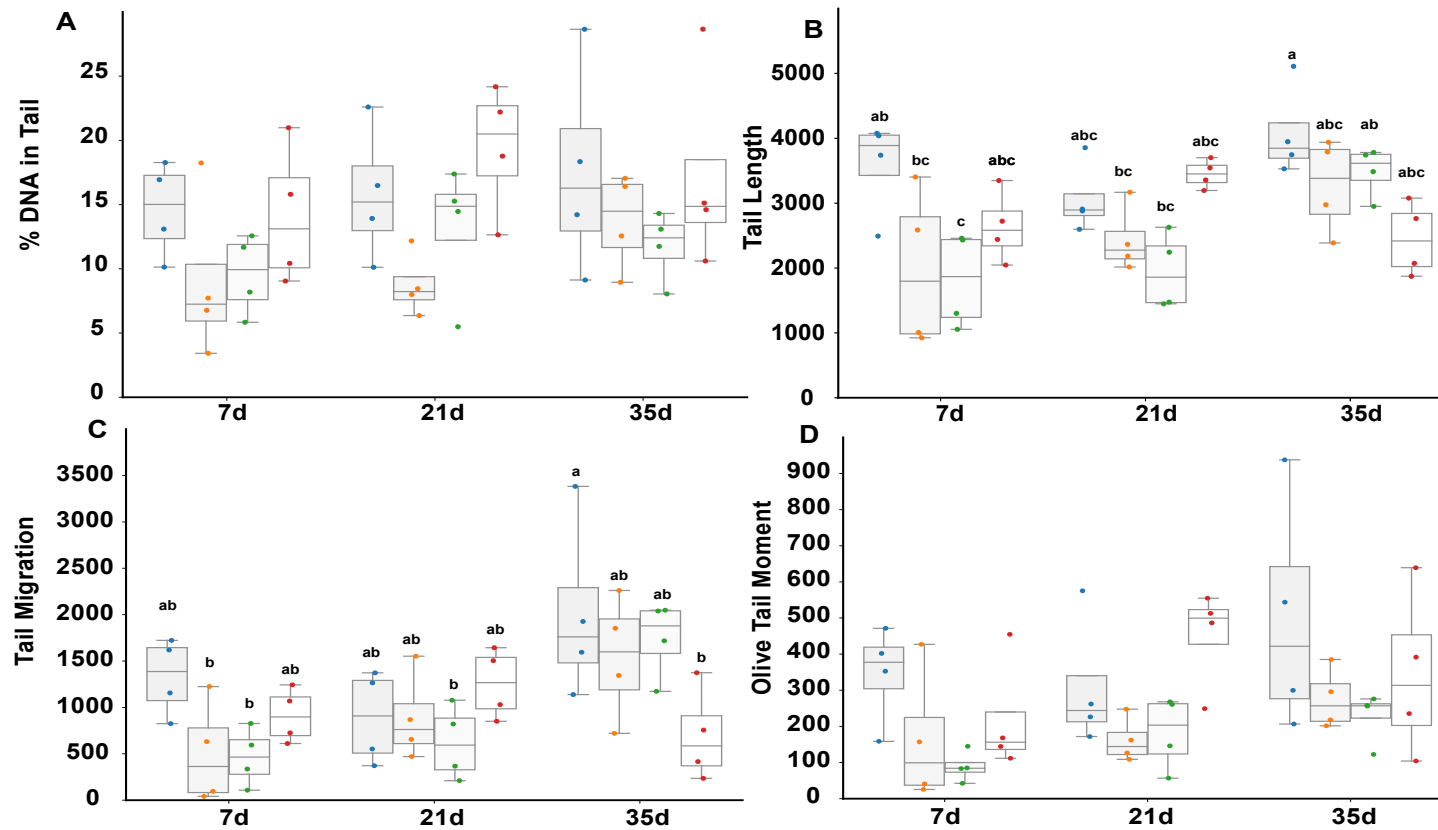 A
% DNA in Tail
25
20
15
10
5
0
7d
21d
35d
B
Tail Length
5000
4000
3000
2000
1000
0
ab
bc
c
abc
abc
bc
bc
abc
a
abc
ab
abc
7d
21d
35d
C
Tail Migration
3500
3000
2500
2000
1500
1000
500
0
ab
b
b
ab
ab
ab
b
ab
a
ab
ab
b
7d
21d
35d
D
Olive Tail Moment
900
800
700
600
500
400
300
200
100
0
7d
21d
35d